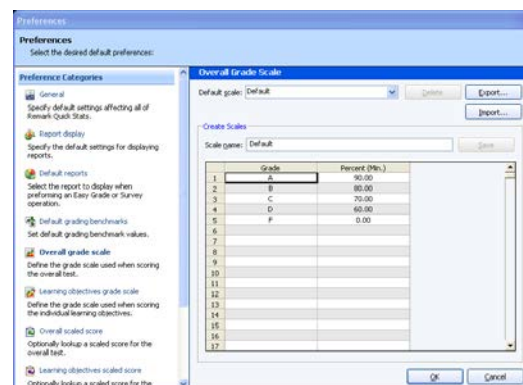 Preferences
Preferences
Select the desired default preferences:
Preference Categories
General
Specify default settings affecting all of
Remark Quick Stats.
Report display
Specify the default settings for displaying
reports.
Default reports
Select the report to display when
preforming an Easy Grade or Survey
operation.
Default grading benchmarks
Set default grading benchmark values.
Overall grade scale
Define the grade scale used when scoring
the overall test.
Learning objectives grade scale
Define the grade scale used when scoring
the individual learning objectives.
Overall scaled score
Optionally lookup a scaled score for the
overall test.
Learning objectives scaled score
Optionally lookup a scaled score for the
Overall Grade Scale
Default scale: Default
Delete
Export...
Import...
Create Scales
Scale name: Default
Save
Grade Percent (Min.)
1 A 90.00
2 B 80.00
3 C 70.00
4 D 60.00
5 F 0.00
6
7
8
9
10
11
12
13
14
15
16
17
OK Cancel